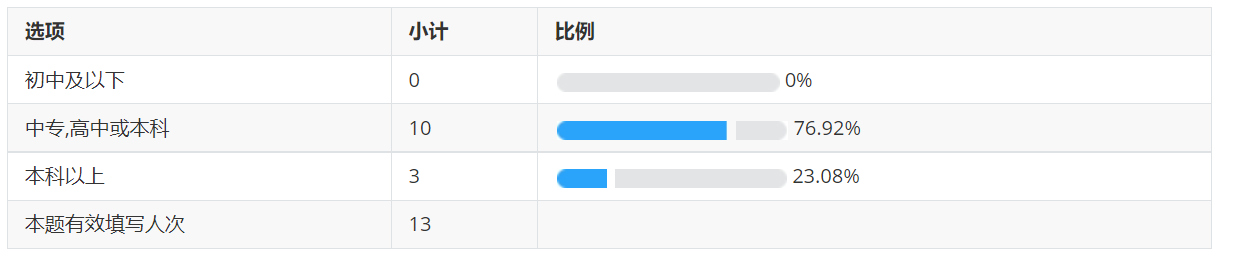 选项 小计 比例
初中及以下 0 0%
中专,高中或本科 10 76.92%
本科以上 3 23.08%
本题有效填写人次 13